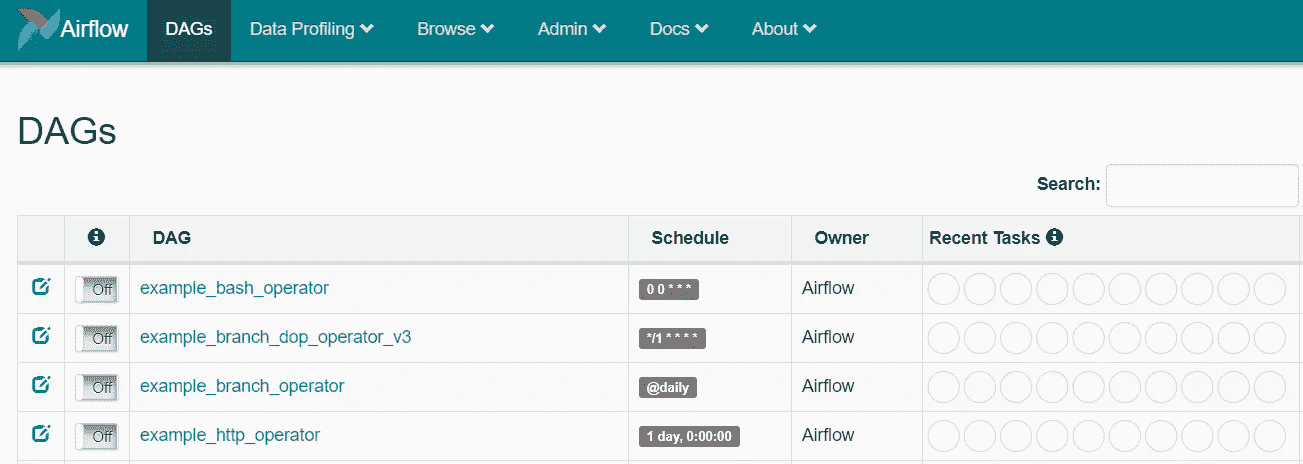 Airflow DAGs Data Profiling Browse Admin Docs About
DAGs
Search:
DAG Schedule Owner Recent Tasks
Off example_bash_operator 0 0 * * * Airflow
Off example_branch_dop_operator_v3 */1 * * * * Airflow
Off example_branch_operator @daily Airflow
Off example_http_operator 1 day, 0:00:00 Airflow